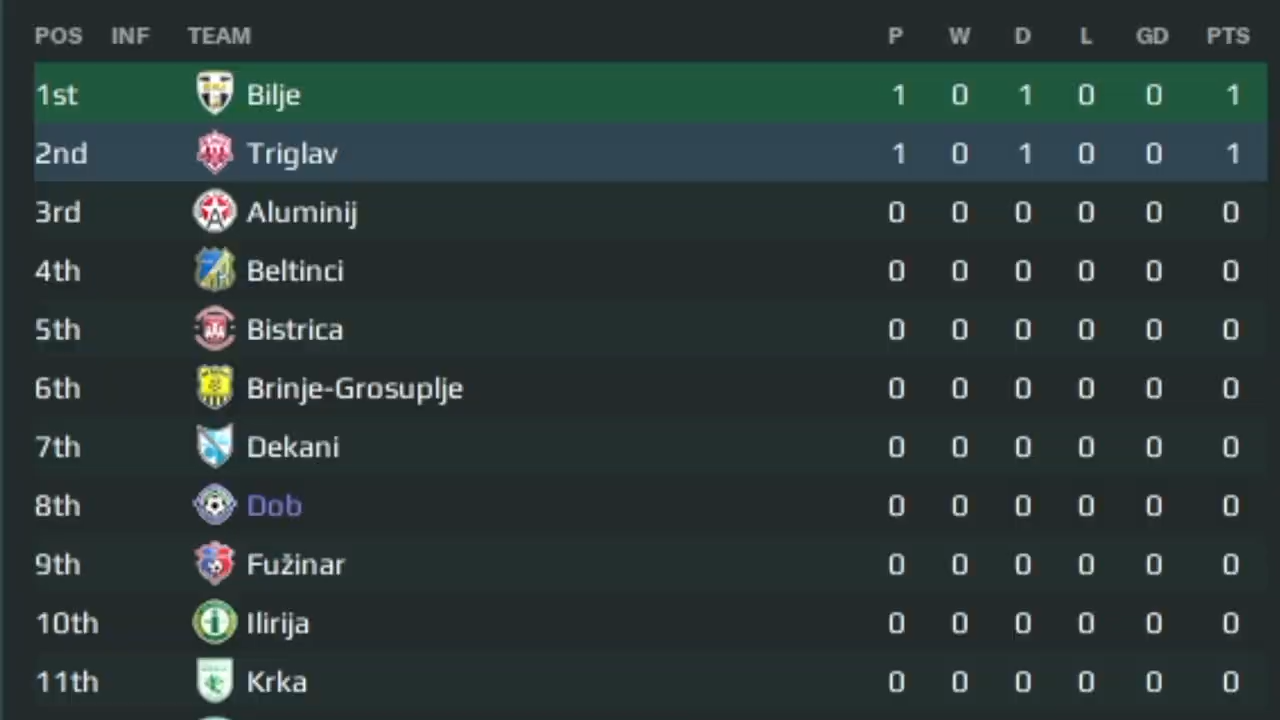 POS INF TEAM P W D L GD PTS
1st Bilje 1 0 1 0 0 1
2nd Triglav 1 0 1 0 0 1
3rd Aluminij 0 0 0 0 0 0
4th Beltinci 0 0 0 0 0 0
5th Bistrica 0 0 0 0 0 0
6th Brinje-Grosuplje 0 0 0 0 0 0
7th Dekani 0 0 0 0 0 0
8th Dob 0 0 0 0 0 0
9th Fužinar 0 0 0 0 0 0
10th Ilirija 0 0 0 0 0 0
11th Krka 0 0 0 0 0 0